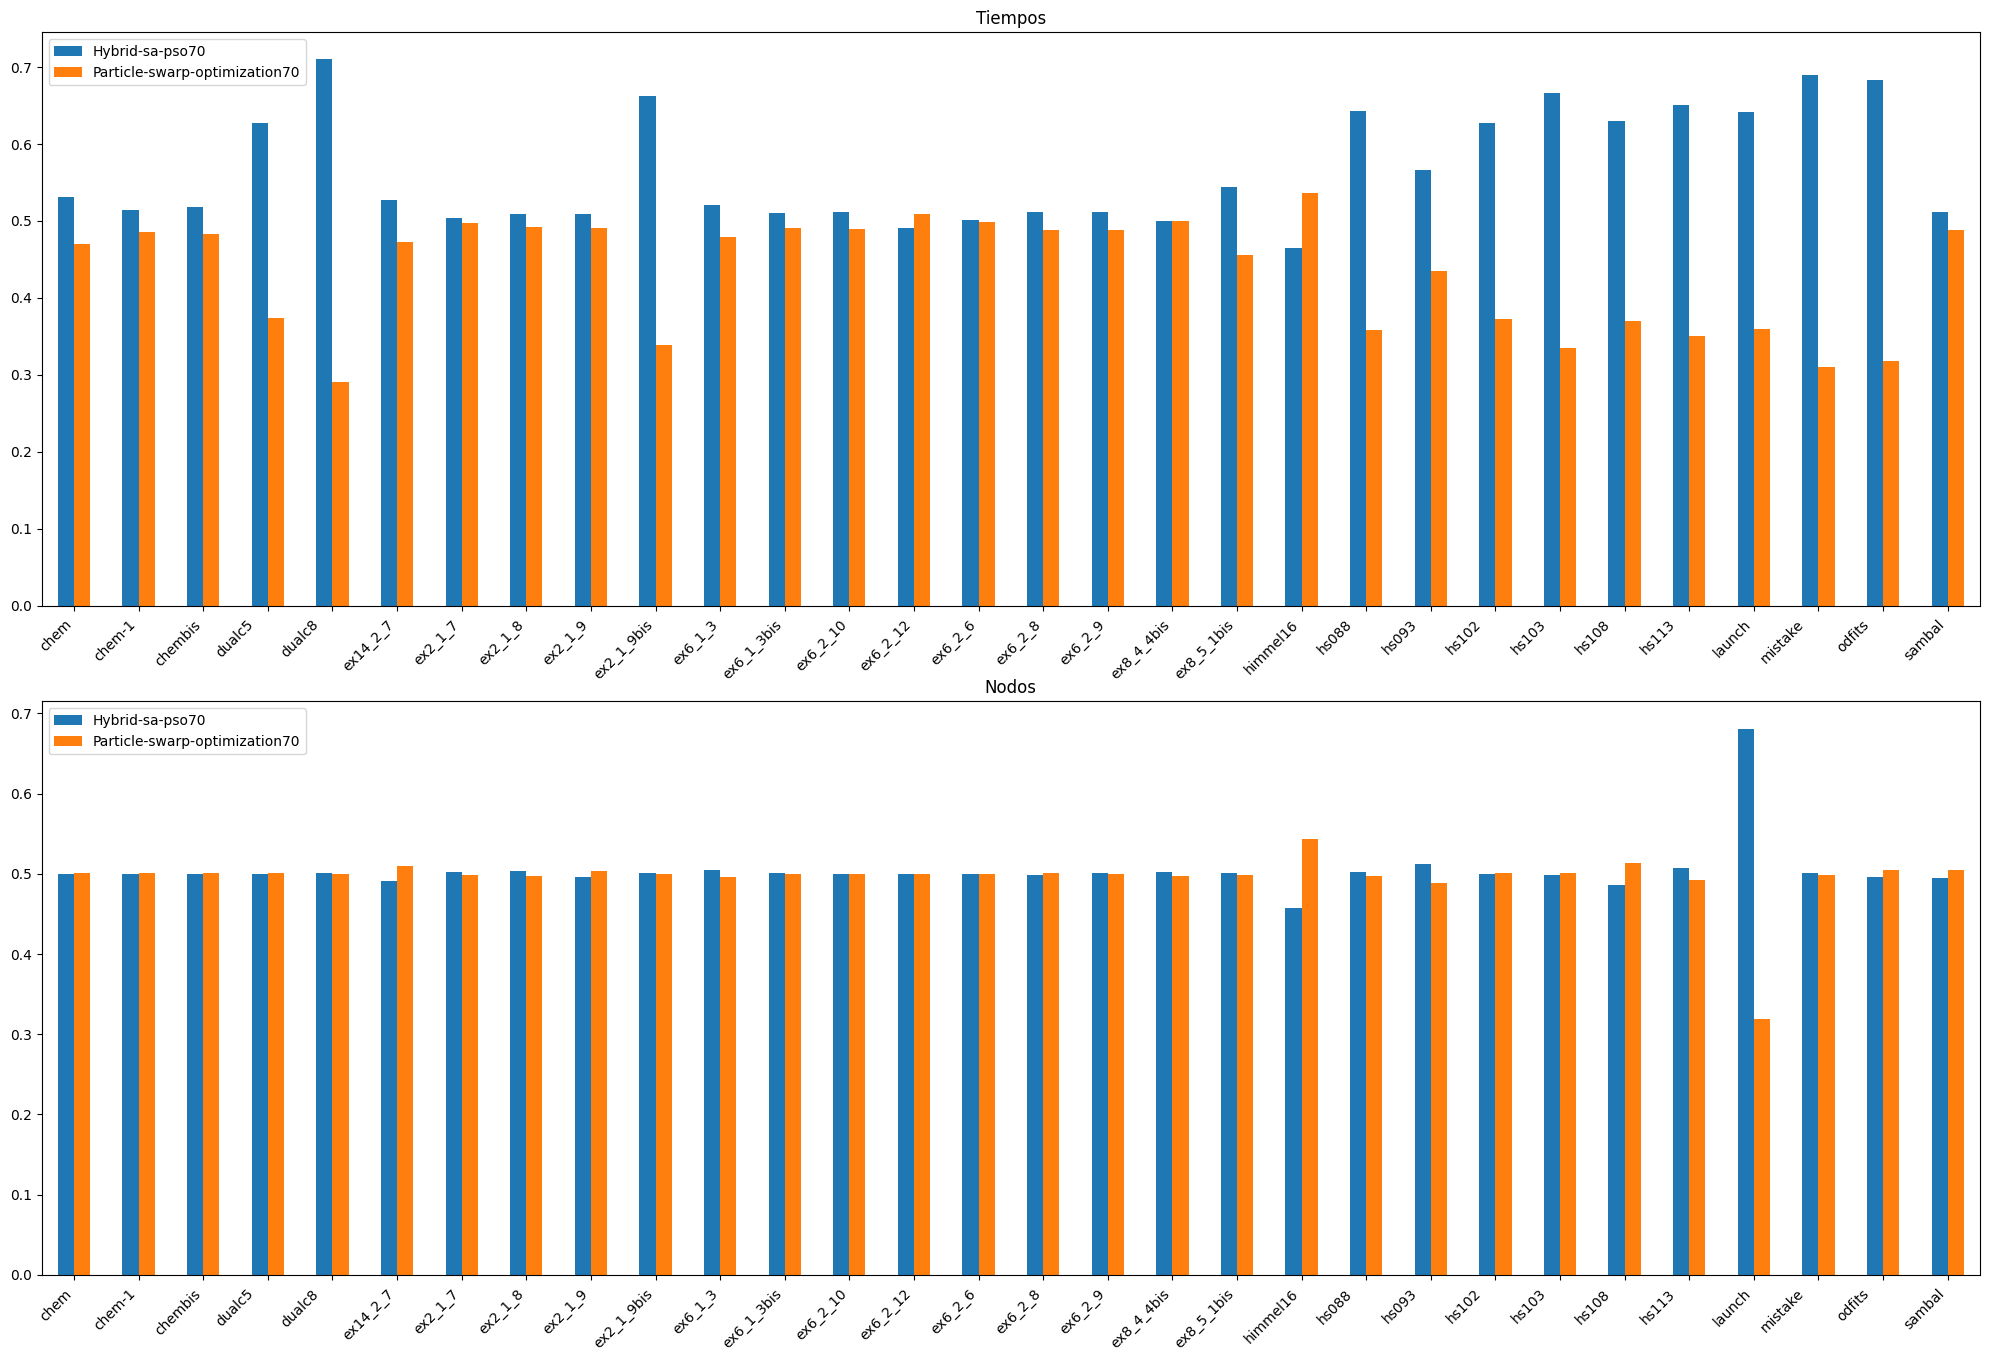 Tiempos
Hybrid-sa-pso70
Particle-swarp-optimization70
0.7
0.6
0.5
0.4
0.3
0.2
0.1
0.0
chem chem-1 chembis dualc5 dualc8 ex14_2_7 ex2_1_7 ex2_1_8 ex2_1_9 ex2_1_9bis ex6_1_3 ex6_1_3bis ex6_2_10 ex6_2_12 ex6_2_6 ex6_2_8 ex6_2_9 ex8_4_4bis ex8_5_1bis himmel16 hs088 hs093 hs102 hs103 hs108 hs113 launch mistake odfits sambal
Nodos
Hybrid-sa-pso70
Particle-swarp-optimization70
0.7
0.6
0.5
0.4
0.3
0.2
0.1
0.0
chem chem-1 chembis dualc5 dualc8 ex14_2_7 ex2_1_7 ex2_1_8 ex2_1_9 ex2_1_9bis ex6_1_3 ex6_1_3bis ex6_2_10 ex6_2_12 ex6_2_6 ex6_2_8 ex6_2_9 ex8_4_4bis ex8_5_1bis himmel16 hs088 hs093 hs102 hs103 hs108 hs113 launch mistake odfits sambal